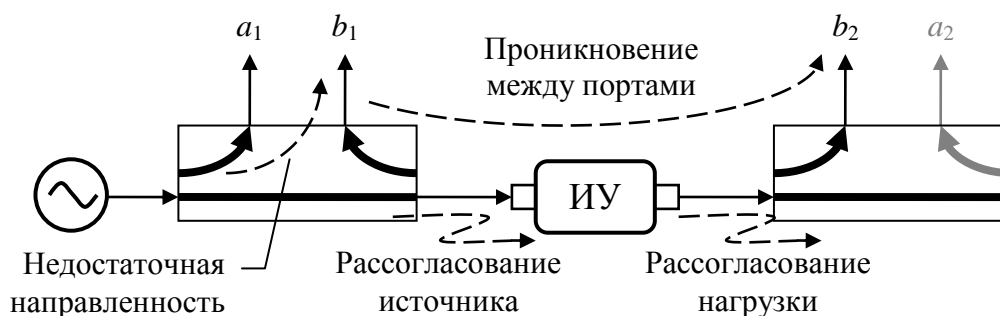 a1
b1
b2
a2
Проникновение
между портами
ИУ
Недостаточная
направленность
Рассогласование
источника
Рассогласование
нагрузки